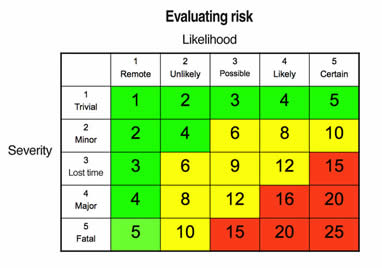 Evaluating risk
Likelihood
1 2 3 4 5
Remote Unlikely Possible Likely Certain
1
Trivial 1 2 3 4 5
2
Minor 2 4 6 8 10
Severity
3
Lost time 3 6 9 12 15
4
Major 4 8 12 16 20
5
Fatal 5 10 15 20 25